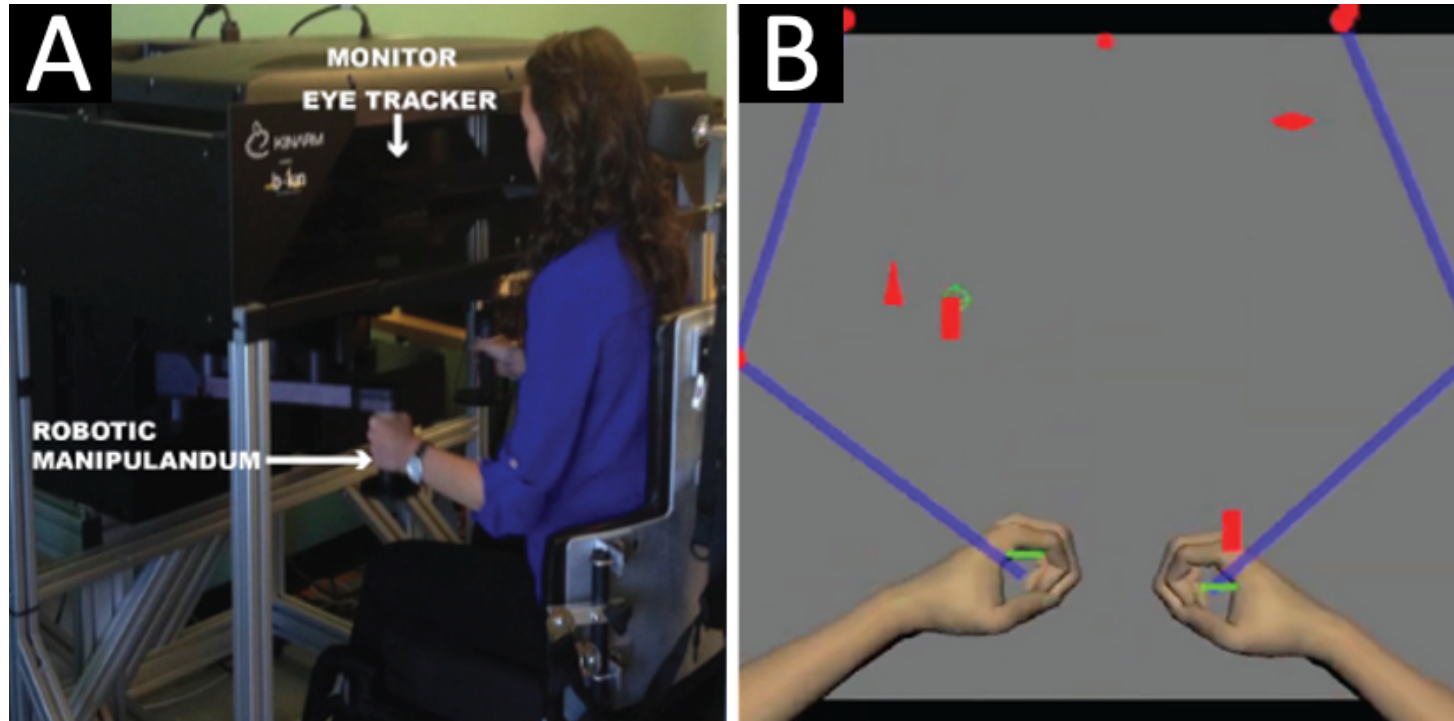 A
MONITOR
EYE TRACKER
KINARM
ROBOTIC
MANIPULANDUM
B